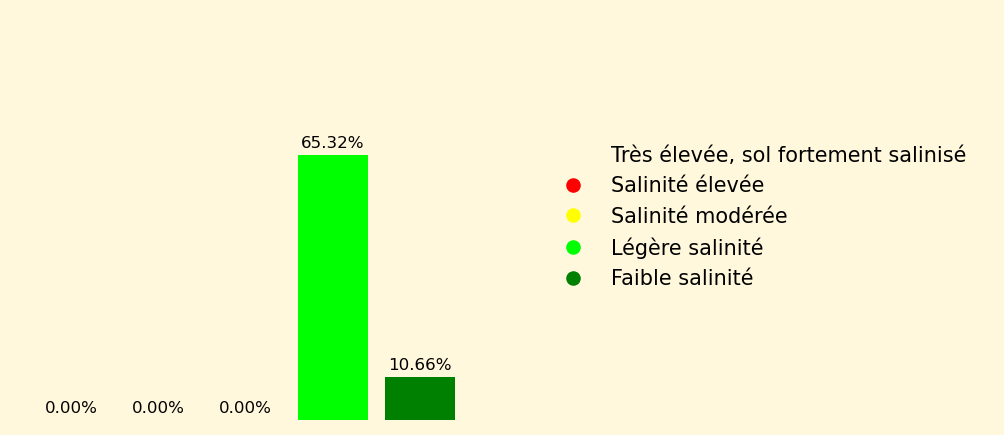 65.32%
10.66%
0.00%
0.00%
0.00%
Très élevée, sol fortement salinisé
Salinité élevée
Salinité modérée
Légère salinité
Faible salinité